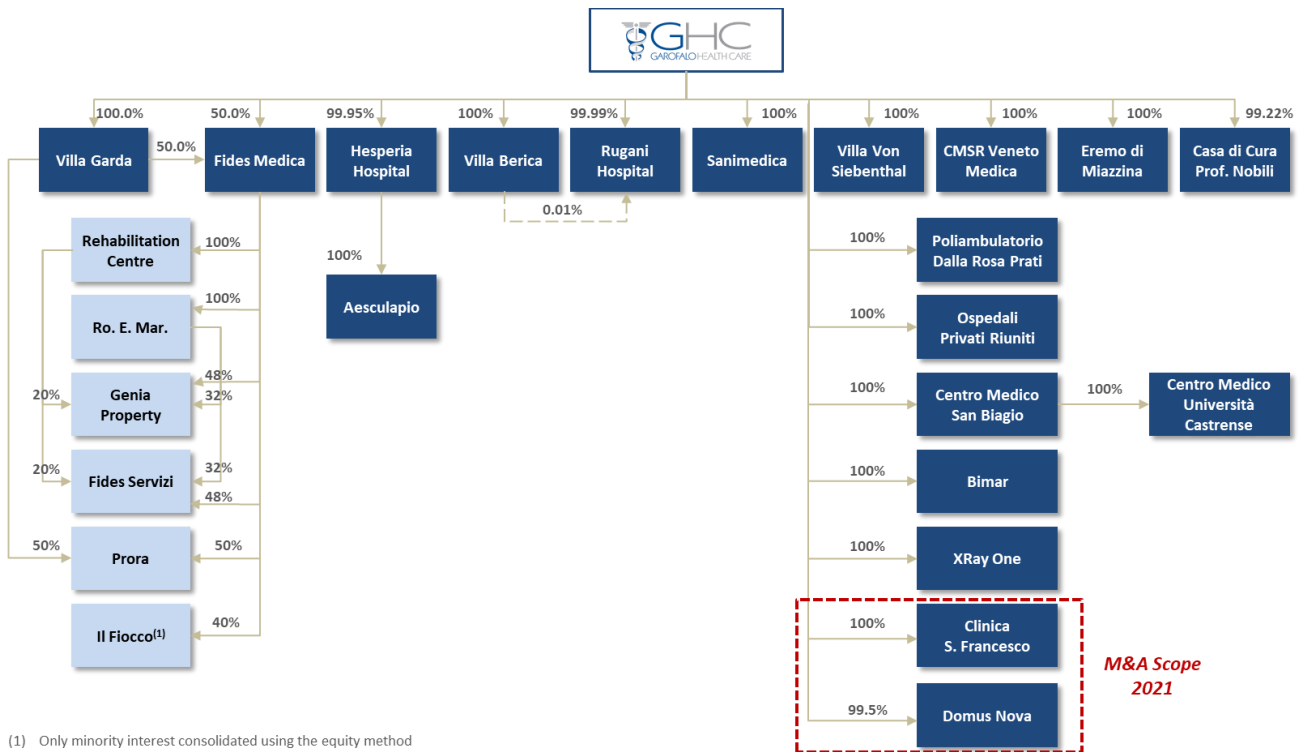 GHC
GAROFALO HEALTH CARE
100.0%
50.0%
99.95%
100%
99.99%
100%
100%
100%
100%
99.22%
Villa Garda
50.0%
Fides Medica
Hesperia
Hospital
Villa Berica
Rugani
Hospital
Sanimedica
Villa Von
Siebenthal
CMSR Veneto
Medica
Eremo di
Miazzina
Casa di Cura
Prof. Nobili
0.01%
Rehabilitation
Centre
100%
100%
Aesculapio
100%
Poliambulatorio
Dalla Rosa Prati
Ro. E. Mar.
100%
100%
Ospedali
Privati Riuniti
20%
Genia
Property
48%
32%
100%
Centro Medico
San Biagio
100%
Centro Medico
Università
Castrense
20%
Fides Servizi
32%
48%
100%
Bimar
50%
Prora
50%
100%
XRay One
Il Fiocco(1)
40%
100%
Clinica
S. Francesco
M&A Scope
2021
99.5%
Domus Nova
(1) Only minority interest consolidated using the equity method